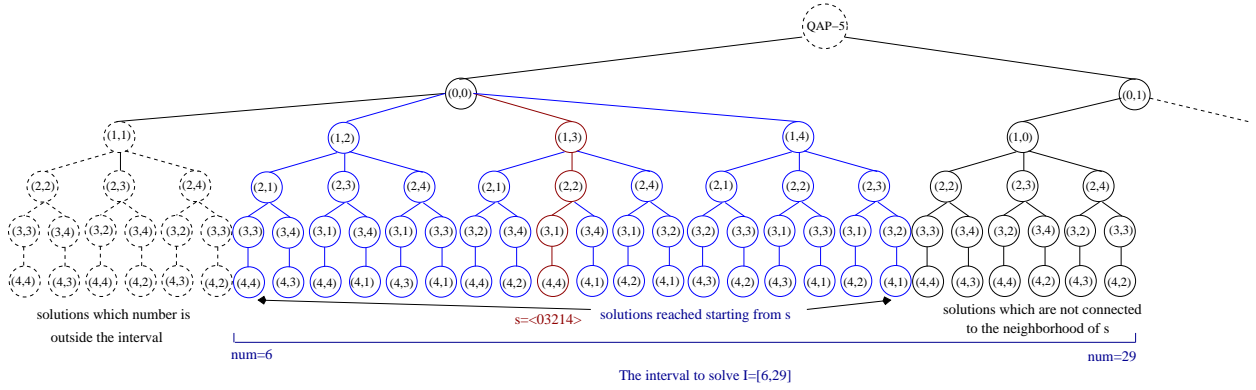 QAP-5
(0,0) (0,1)
(1,1) (1,2) (1,3) (1,4) (1,0)
(2,2) (2,3) (2,4) (2,1) (2,3) (2,4) (2,1) (2,2) (2,4) (2,1) (2,2) (2,3) (2,2) (2,3) (2,4)
(3,3) (3,4) (3,2) (3,4) (3,2) (3,3) (3,3) (3,4) (3,1) (3,4) (3,1) (3,3) (3,2) (3,4) (3,1) (3,4) (3,1) (3,2) (3,2) (3,3) (3,1) (3,3) (3,1) (3,2) (3,3) (3,4) (3,2) (3,4) (3,2) (3,3)
(4,4) (4,3) (4,4) (4,2) (4,3) (4,2) (4,4) (4,3) (4,4) (4,1) (4,3) (4,1) (4,4) (4,2) (4,4) (4,1) (4,2) (4,1) (4,3) (4,2) (4,3) (4,1) (4,2) (4,1) (4,4) (4,3) (4,4) (4,2) (4,3) (4,2)
solutions which number is
outside the interval
s=<03214>
solutions reached starting from s
solutions which are not connected
to the neighborhood of s
num=6
num=29
The interval to solve I=[6,29]